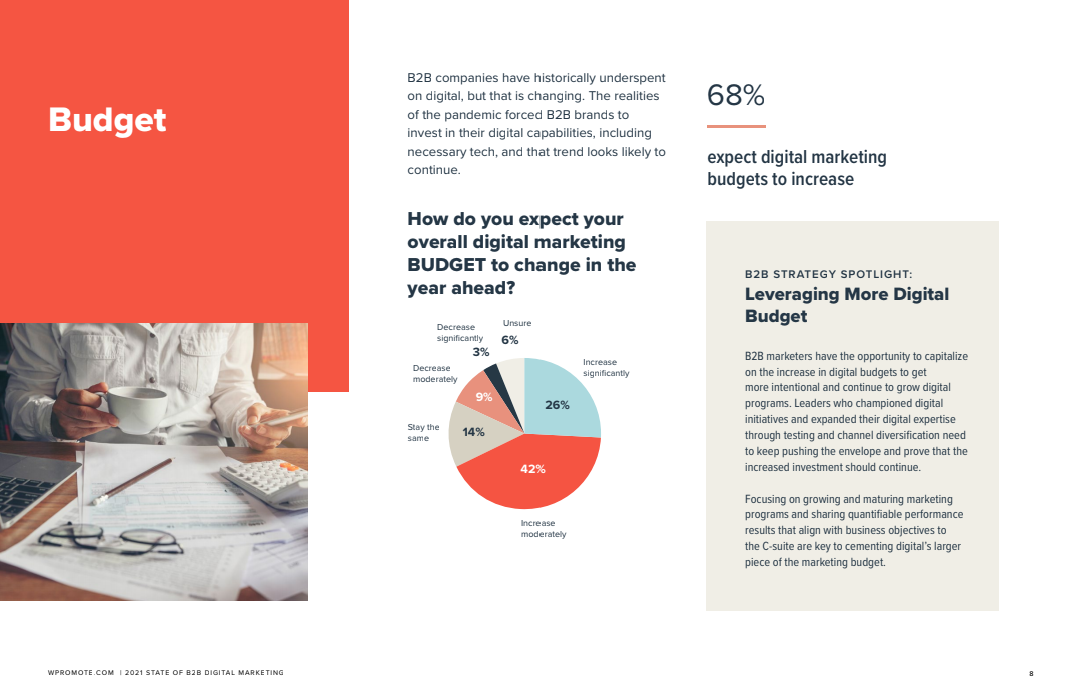 Budget
B2B companies have historically underspent
on digital, but that is changing. The realities
of the pandemic forced B2B brands to
invest in their digital capabilities, including
necessary tech, and that trend looks likely to
continue.
How do you expect your
overall digital marketing
BUDGET to change in the
year ahead?
Unsure
6%
Decrease
significantly
3%
Decrease
moderately
9%
Stay the
same
14%
Increase
significantly
26%
42%
Increase
moderately
68%
expect digital marketing
budgets to increase
B2B STRATEGY SPOTLIGHT:
Leveraging More Digital
Budget
B2B marketers have the opportunity to capitalize
on the increase in digital budgets to get
more intentional and continue to grow digital
programs. Leaders who championed digital
initiatives and expanded their digital expertise
through testing and channel diversification need
to keep pushing the envelope and prove that the
increased investment should continue.
Focusing on growing and maturing marketing
programs and sharing quantifiable performance
results that align with business objectives to
the C-suite are key to cementing digital's larger
piece of the marketing budget.
WPROMOTE.COM | 2021 STATE OF B2B DIGITAL MARKETING
8